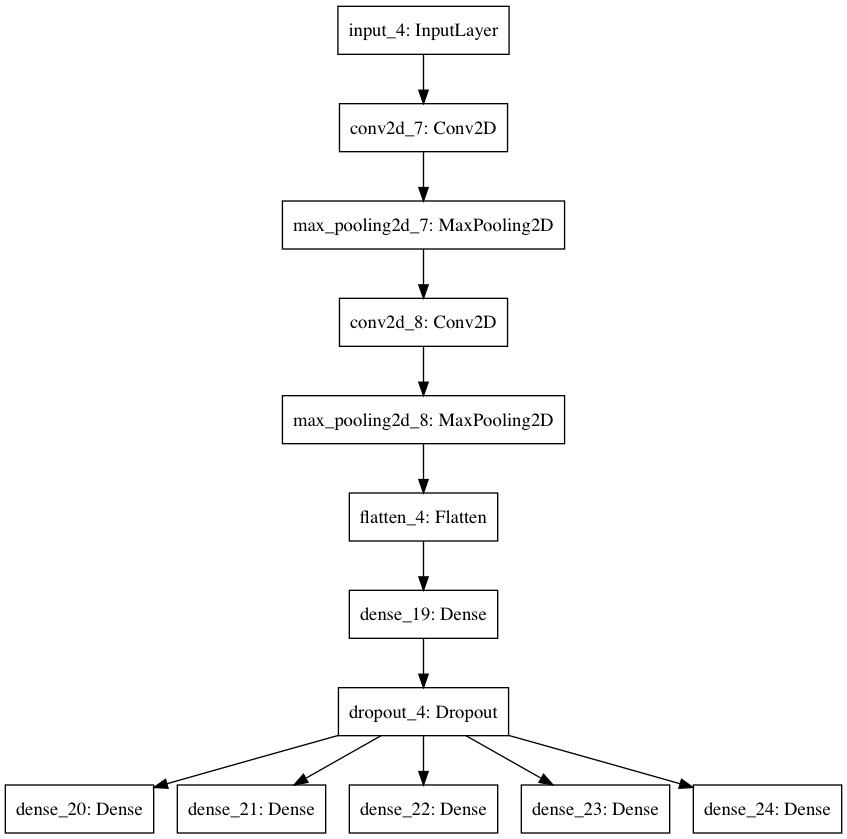 input_4: InputLayer
conv2d_7: Conv2D
max_pooling2d_7: MaxPooling2D
conv2d_8: Conv2D
max_pooling2d_8: MaxPooling2D
flatten_4: Flatten
dense_19: Dense
dropout_4: Dropout
dense_20: Dense
dense_21: Dense
dense_22: Dense
dense_23: Dense
dense_24: Dense